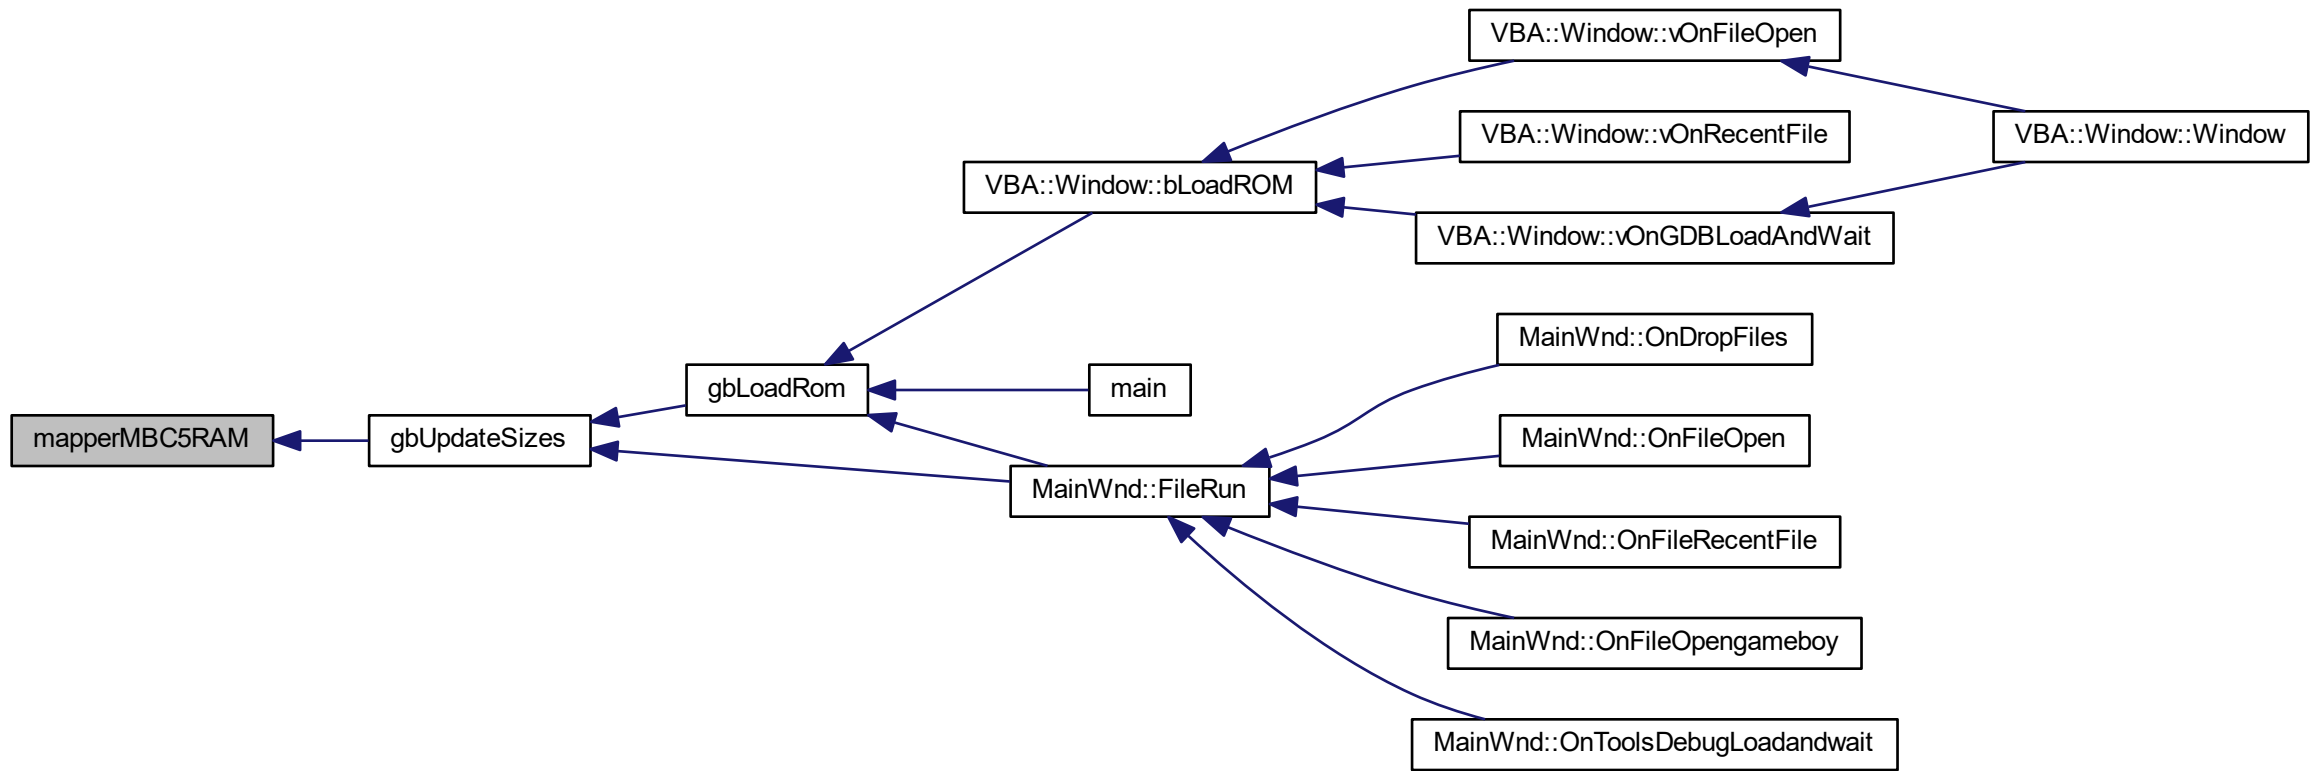 VBA::Window::vOnFileOpen
VBA::Window::vOnRecentFile
VBA::Window::Window
VBA::Window::bLoadROM
VBA::Window::vOnGDBLoadAndWait
MainWnd::OnDropFiles
gbLoadRom
main
mapperMBC5RAM
gbUpdateSizes
MainWnd::OnFileOpen
MainWnd::FileRun
MainWnd::OnFileRecentFile
MainWnd::OnFileOpengameboy
MainWnd::OnToolsDebugLoadandwait